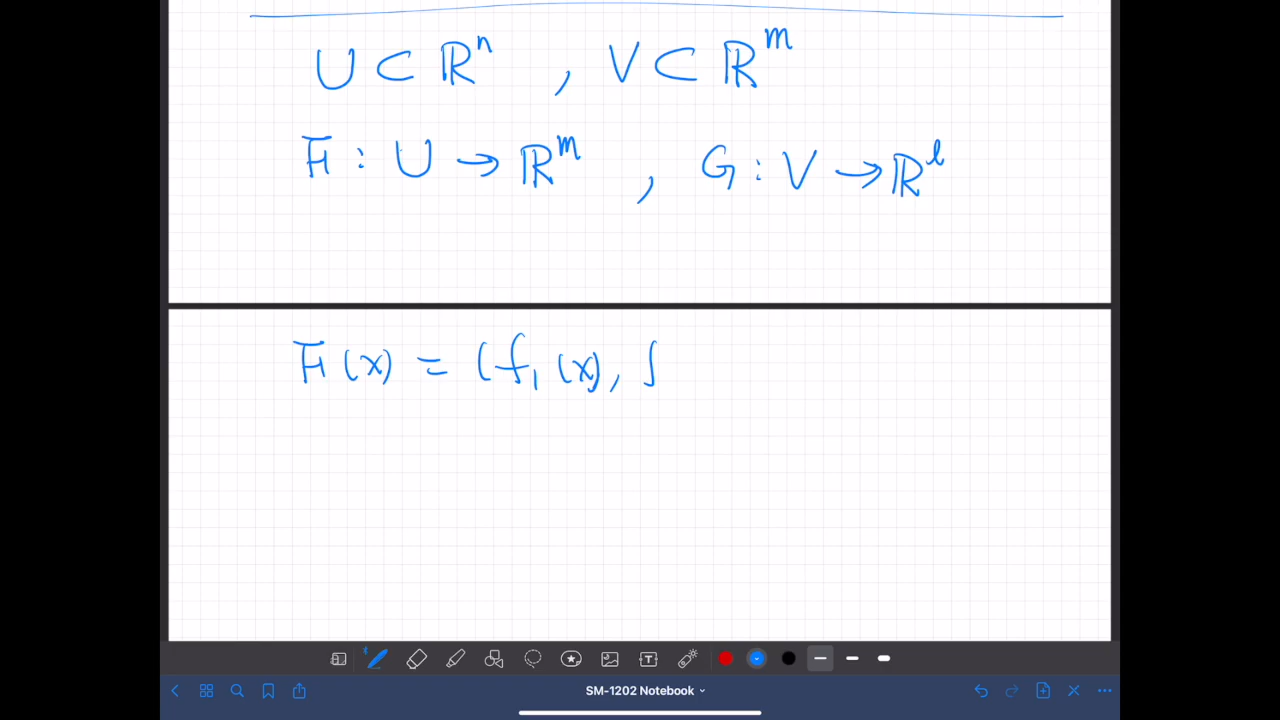 U ⊂ ℝⁿ , V ⊂ ℝᵐ
F : U → ℝᵐ , G : V → ℝˡ
F(x) = (f₁(x), ∫
SM-1202 Notebook